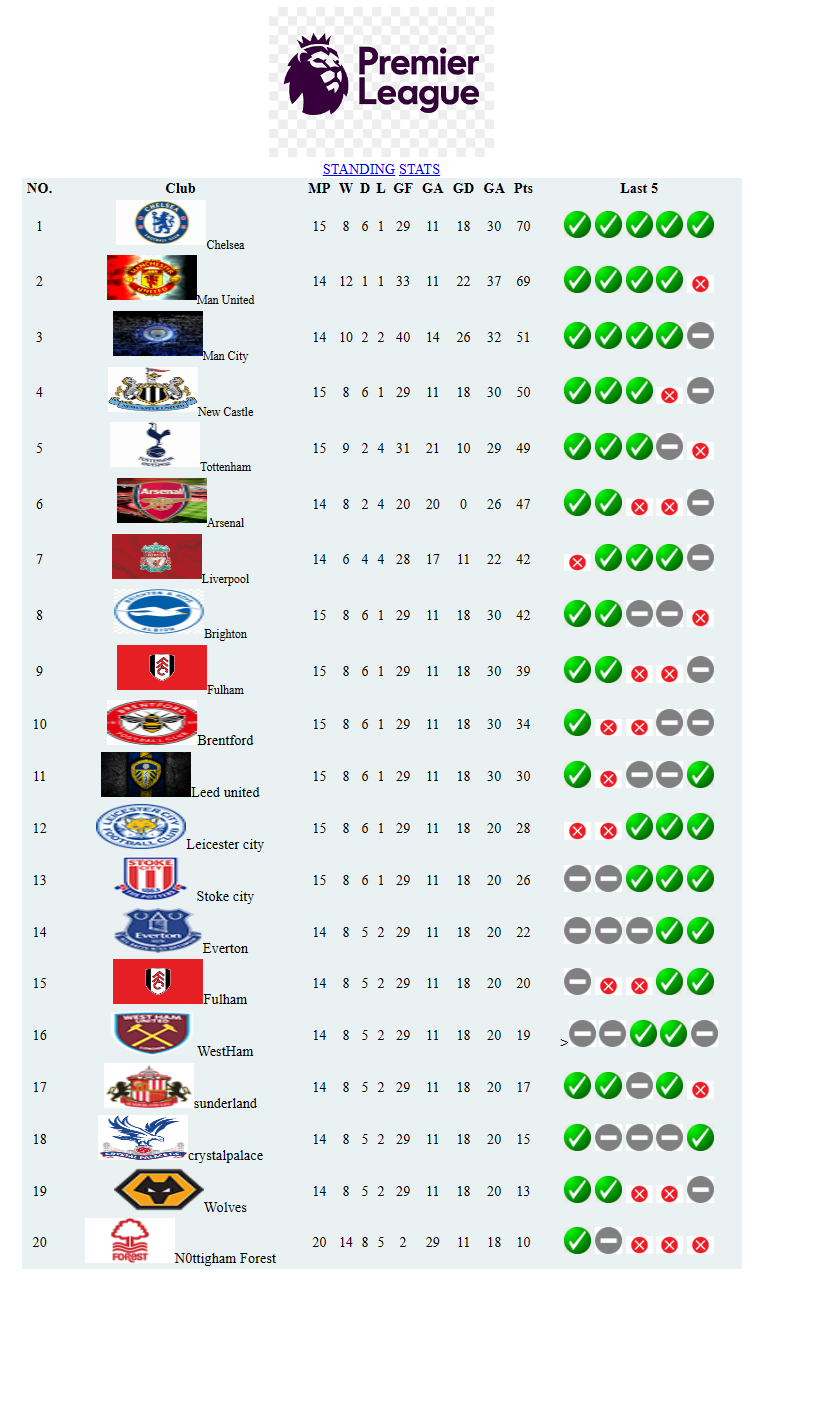 Premier
League
STANDING STATS
NO. Club MP W D L GF GA GD GA Pts Last 5
1 Chelsea 15 8 6 1 29 11 18 30 70
2 Man United 14 12 1 1 33 11 22 37 69
3 Man City 14 10 2 2 40 14 26 32 51
4 New Castle 15 8 6 1 29 11 18 30 50
5 Tottenham 15 9 2 4 31 21 10 29 49
6 Arsenal Arsenal 14 8 2 4 20 20 0 26 47
7 Liverpool 14 6 4 4 28 17 11 22 42
8 Brighton 15 8 6 1 29 11 18 30 42
9 Fulham 15 8 6 1 29 11 18 30 39
10 Brentford 15 8 6 1 29 11 18 30 34
11 Leed united 15 8 6 1 29 11 18 30 30
12 Leicester city 15 8 6 1 29 11 18 20 28
13 STOKE CITY Stoke city 15 8 6 1 29 11 18 20 26
14 Everton Everton 14 8 5 2 29 11 18 20 22
15 Fulham 14 8 5 2 29 11 18 20 20
16 WEST HAM UNITED WestHam 14 8 5 2 29 11 18 20 19 >
17 sunderland 14 8 5 2 29 11 18 20 17
18 crystalpalace 14 8 5 2 29 11 18 20 15
19 Wolves 14 8 5 2 29 11 18 20 13
20 FOREST N0ttigham Forest 20 14 8 5 2 29 11 18 10